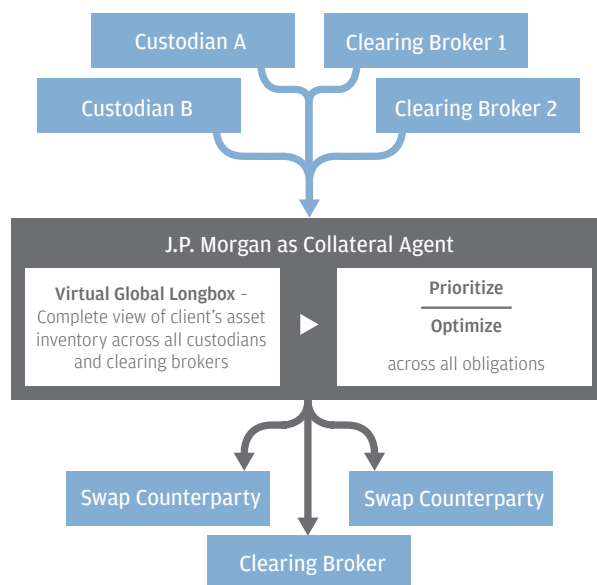 Custodian A
Clearing Broker 1
Custodian B
Clearing Broker 2
J.P. Morgan as Collateral Agent
Virtual Global Longbox –
Complete view of client’s asset
inventory across all custodians
and clearing brokers
Prioritize
Optimize
across all obligations
Swap Counterparty
Swap Counterparty
Clearing Broker